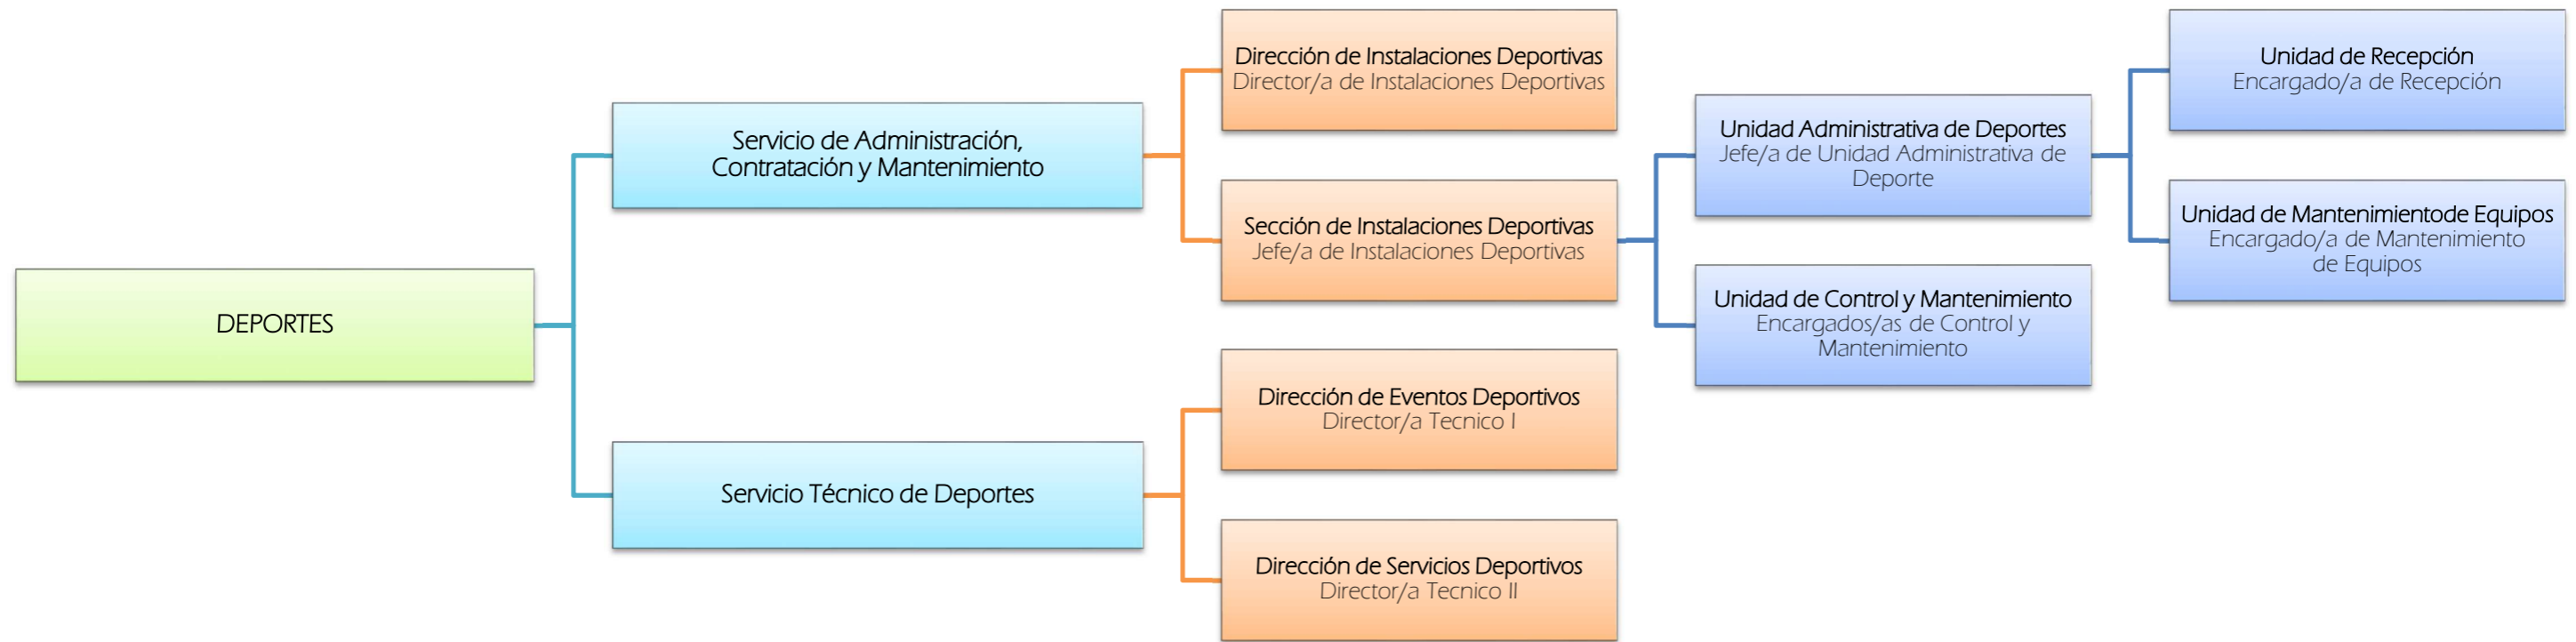 DEPORTES
Servicio de Administración,
Contratación y Mantenimiento
Dirección de Instalaciones Deportivas
Director/a de Instalaciones Deportivas
Sección de Instalaciones Deportivas
Jefe/a de Instalaciones Deportivas
Unidad Administrativa de Deportes
Jefe/a de Unidad Administrativa de
Deporte
Unidad de Recepción
Encargado/a de Recepción
Unidad de Mantenimientode Equipos
Encargado/a de Mantenimiento
de Equipos
Unidad de Control y Mantenimiento
Encargados/as de Control y
Mantenimiento
Servicio Técnico de Deportes
Dirección de Eventos Deportivos
Director/a Tecnico I
Dirección de Servicios Deportivos
Director/a Tecnico II